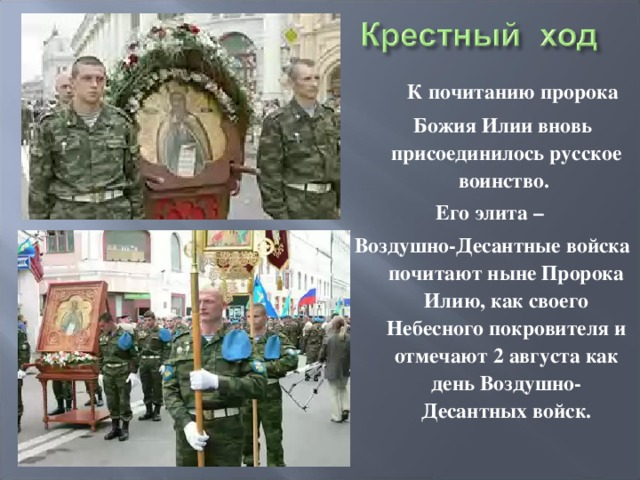 Крестный ход
К почитанию пророка
Божия Илии вновь
присоединилось русское
воинство.
Его элита –
Воздушно-Десантные войска
почитают ныне Пророка
Илию, как своего
Небесного покровителя и
отмечают 2 августа как
день Воздушно-
Десантных войск.